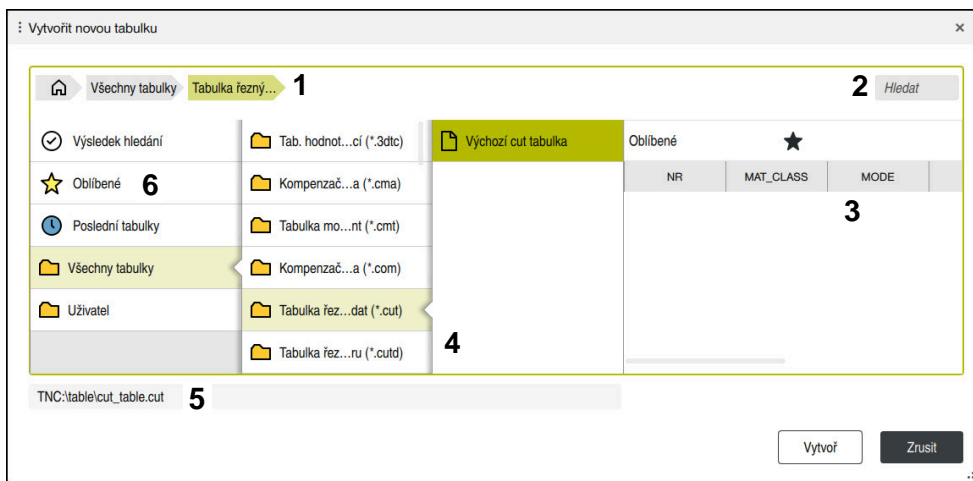 Vytvořit novou tabulku
Všechny tabulky Tabulka řezný... 1 2 Hledat
Výsledek hledání Tab. hodnot...cí (*.3dtc) Výchozí cut tabulka Oblíbené
Oblíbené 6 Kompenzač...a (*.cma) NR MAT_CLASS MODE
3
Poslední tabulky Tabulka mo...nt (*.cmt)
Všechny tabulky Kompenzač...a (*.com)
Uživatel Tabulka řez...dat (*.cut)
4
Tabulka řez...ru (*.cutd)
TNC:\table\cut_table.cut 5
Vytvoř Zrusit